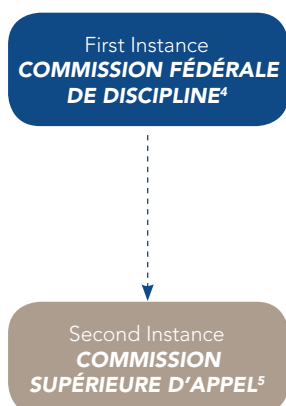 First Instance
COMMISSION FÉDÉRALE
DE DISCIPLINE⁴
Second Instance
COMMISSION
SUPÉRIEURE D’APPEL⁵